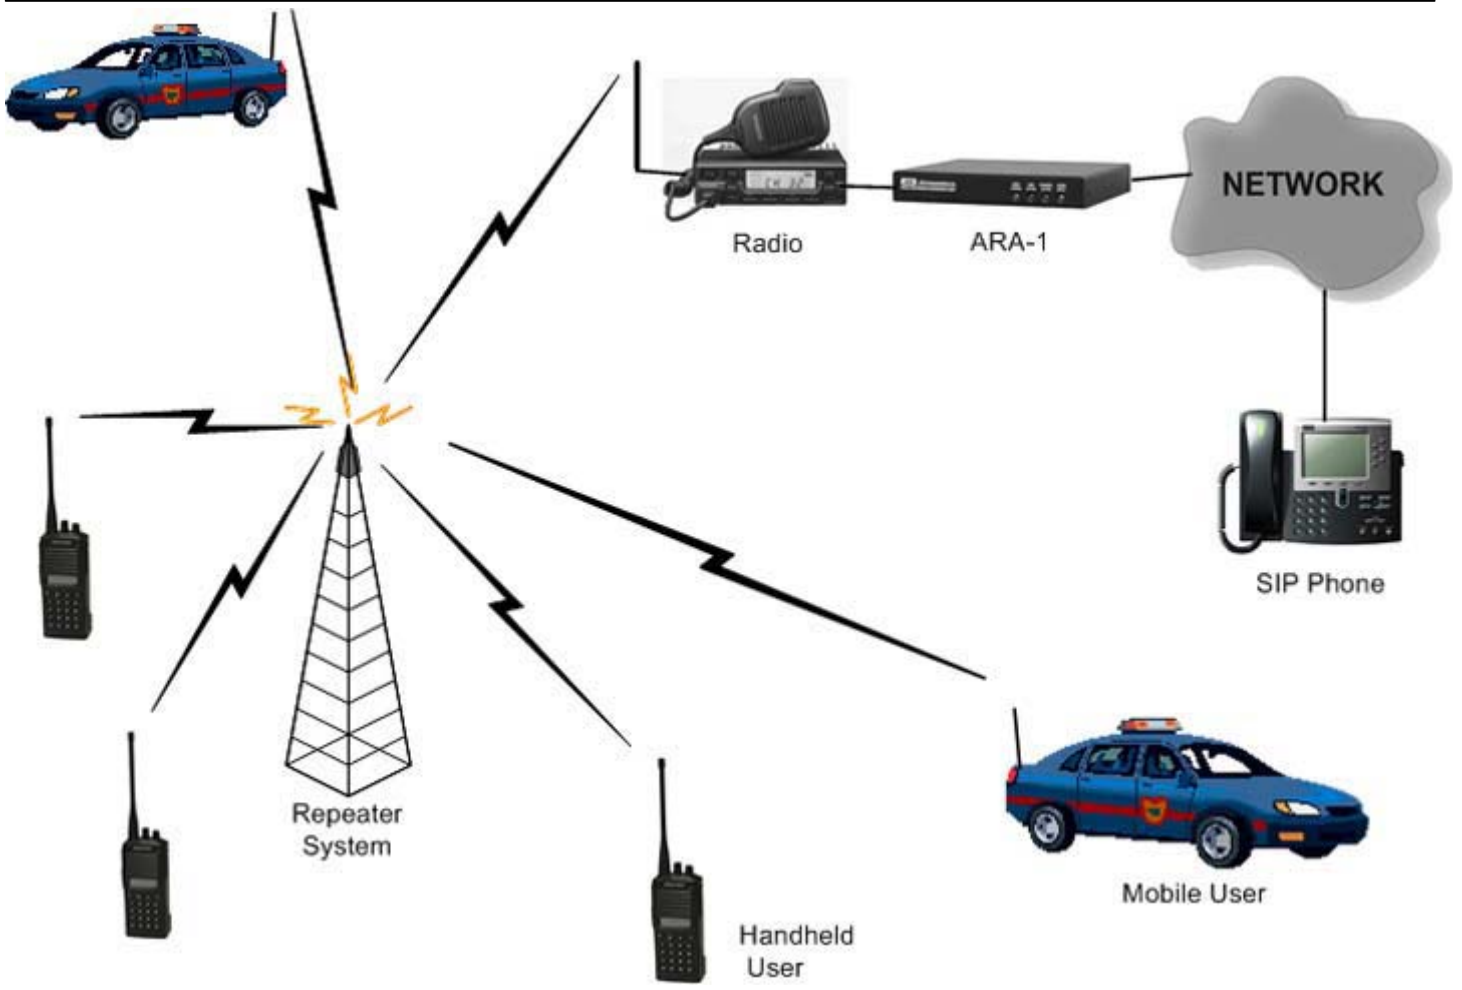 Radio
ARA-1
NETWORK
SIP Phone
Repeater
System
Mobile User
Handheld
User